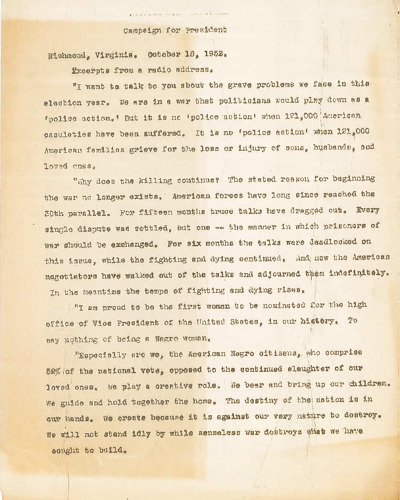 Campaign for President
Richmond, Virginia. October 18, 1952.
Excerpts from a radio address.
"I want to talk to you about the grave problems we face in this
election year. We are in a war that politicians would play down as a
'police action.' But it is no 'police action' when 121,000 American
casualties have been suffered. It is no 'police action' when 121,000
American families grieve for the loss or injury of sons, husbands, and
loved ones.
"Why does the killing continue? The stated reason for beginning
the war no longer exists. American forces have long since reached the
38th parallel. For fifteen months truce talks have dragged out. Every
single dispute was settled, but one -- the manner in which prisoners of
war should be exchanged. For six months the talks were deadlocked on
this issue, while the fighting and dying continued. And now the American
negotiators have walked out of the talks and adjourned them indefinitely.
In the meantime the tempo of fighting and dying rises.
"I am proud to be the first woman to be nominated for the high
office of Vice President of the United States, in our history. To
say nothing of being a Negro woman.
"Especially are we, the American Negro citizens, who comprise
of the national vote, opposed to the continued slaughter of our
loved ones. We play a creative role. We bear and bring up our children.
We guide and hold together the home. The destiny of the nation is in
our hands. We create because it is against our very nature to destroy.
We will not stand idly by while senseless war destroys what we have
sought to build.